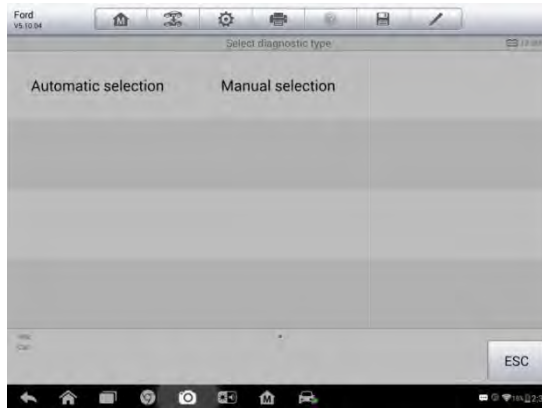 Ford
V5.10.04
Select diagnostic type
Automatic selection
Manual selection
ESC